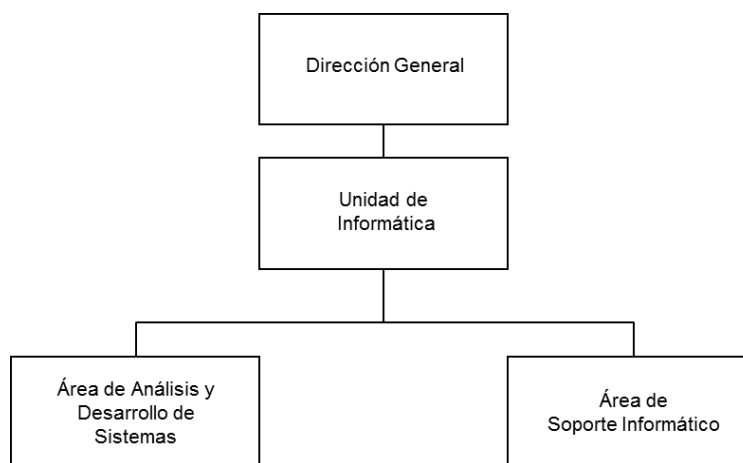 Dirección General
Unidad de
Informática
Área de Análisis y
Desarrollo de
Sistemas
Área de
Soporte Informático